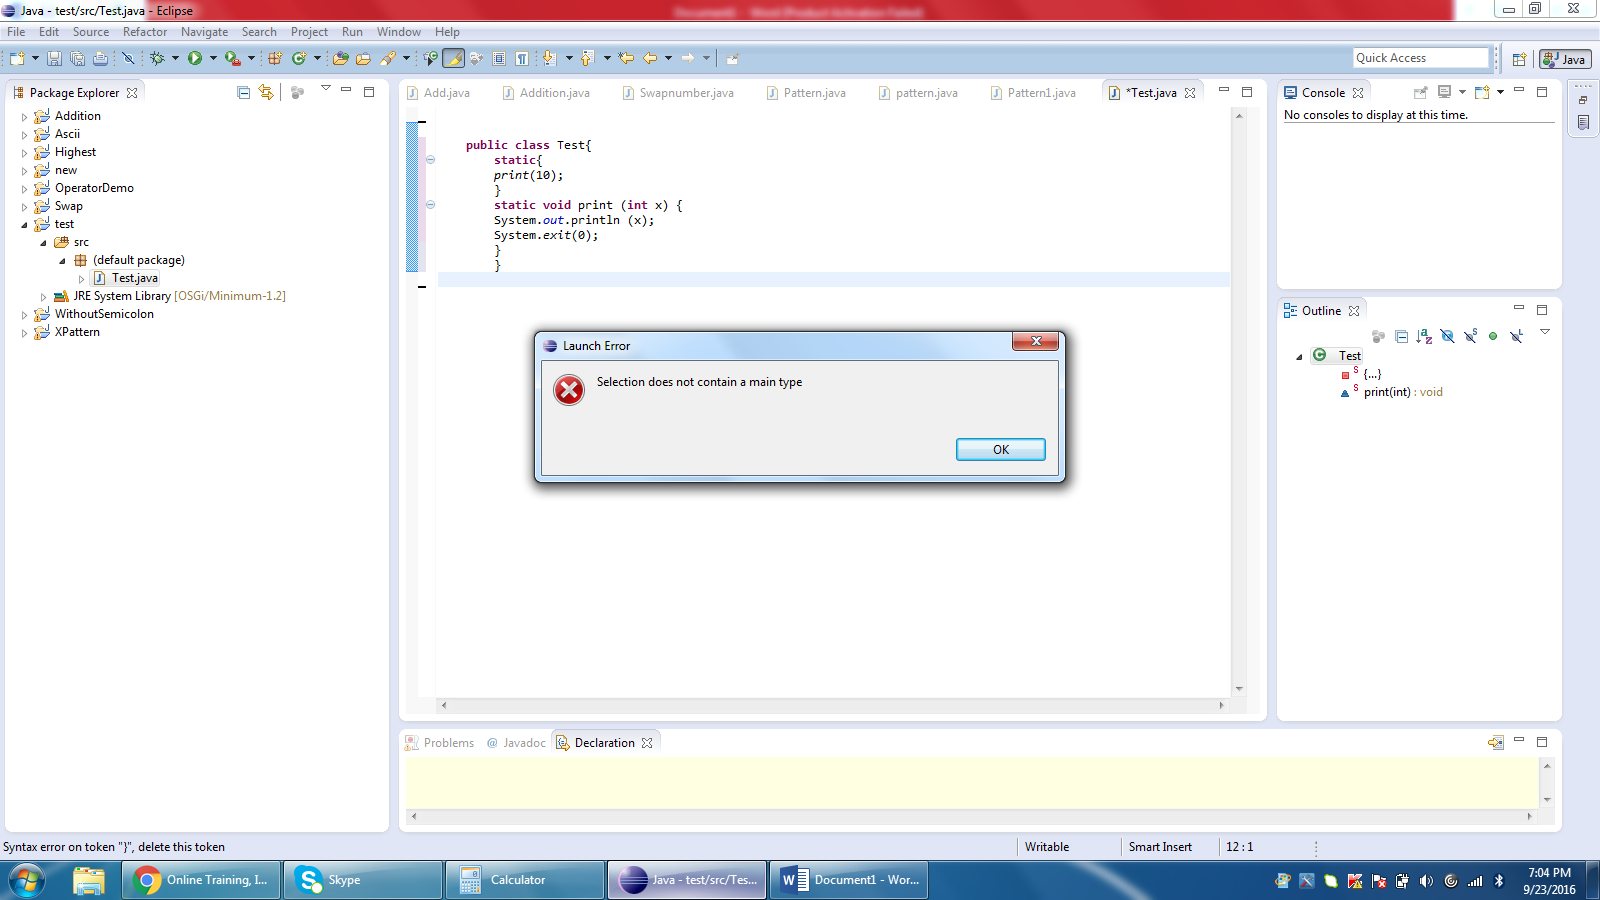 Java - test/src/Test.java - Eclipse
Document1 - Word (Product Activation Failed)
File Edit Source Refactor Navigate Search Project Run Window Help
Quick Access
Java
Package Explorer
Addition
Ascii
Highest
new
OperatorDemo
Swap
test
src
(default package)
Test.java
JRE System Library [OSGi/Minimum-1.2]
WithoutSemicolon
XPattern
Add.java Addition.java Swapnumber.java Pattern.java pattern.java Pattern1.java *Test.java
public class Test{
static{
print(10);
}
static void print (int x) {
System.out.println (x);
System.exit(0);
}
}
Launch Error
Selection does not contain a main type
OK
Console
No consoles to display at this time.
Outline
Test
{...}
print(int) : void
Problems @ Javadoc Declaration
Syntax error on token "}", delete this token
Writable
Smart Insert
12 : 1
Online Training, I...
Skype
Calculator
Java - test/src/Tes...
Document1 - Wor...
7:04 PM
9/23/2016